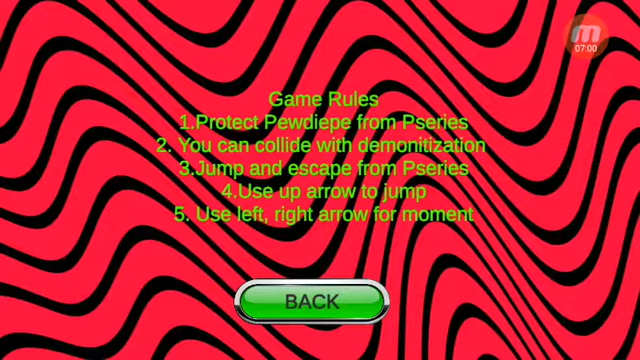 07:00
Game Rules
1.Protect Pewdiepe from Pseries
2. You can collide with demonitization
3.Jump and escape from Pseries
4.Use up arrow to jump
5. Use left, right arrow for moment
BACK